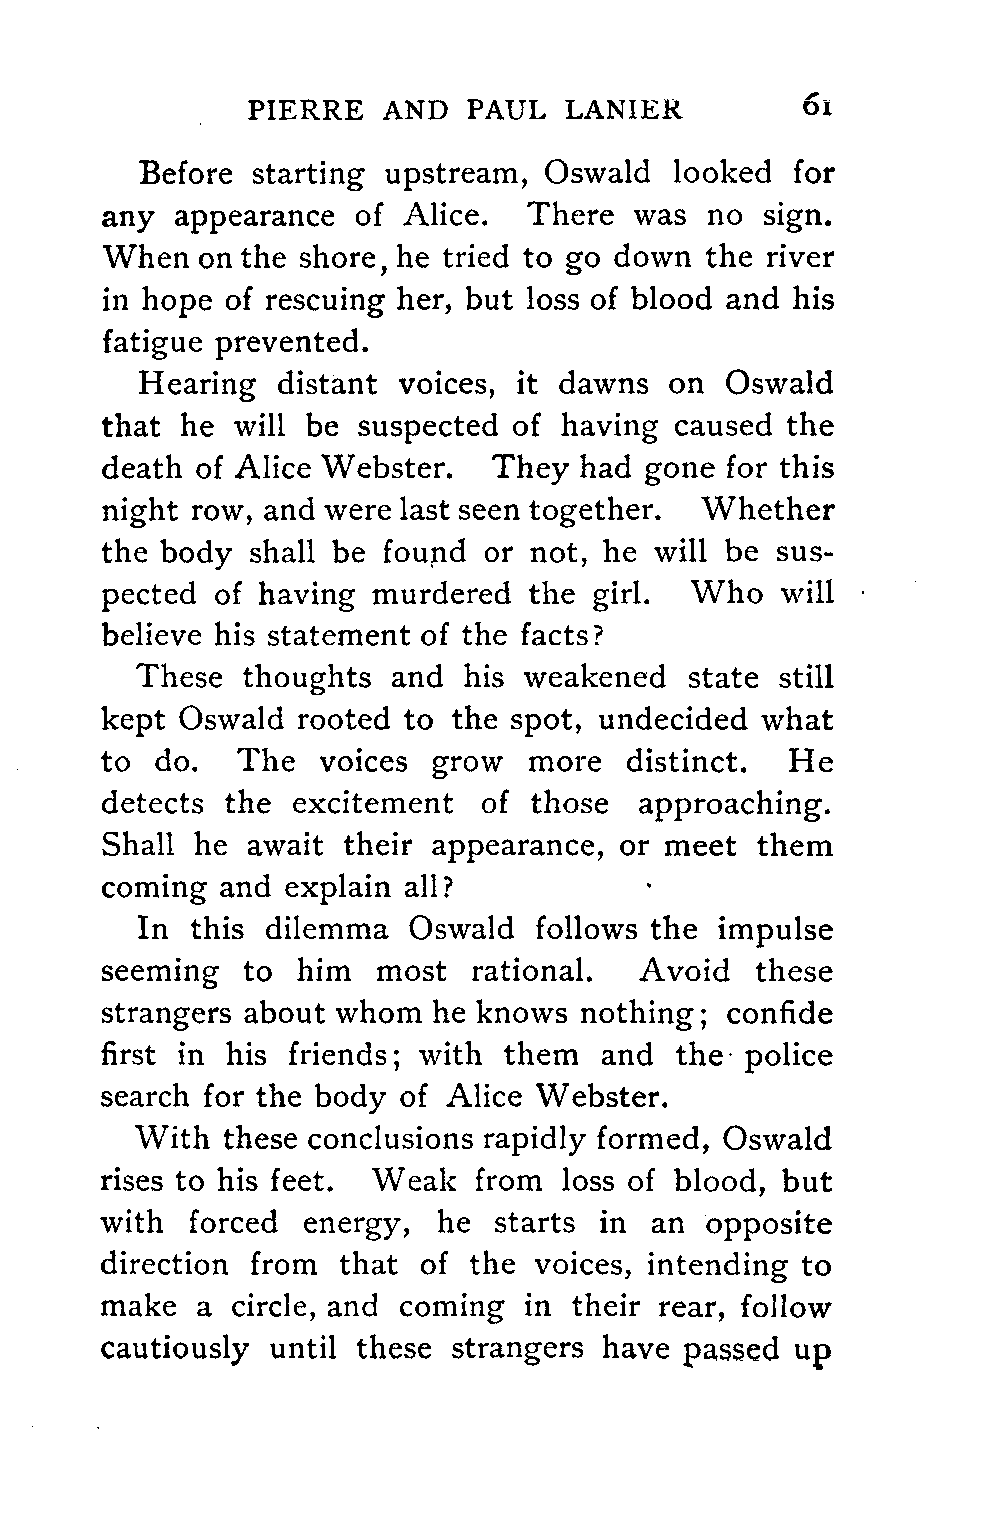 PIERRE AND PAUL LANIER 61
Before starting upstream, Oswald looked for
any appearance of Alice. There was no sign.
When on the shore, he tried to go down the river
in hope of rescuing her, but loss of blood and his
fatigue prevented.
Hearing distant voices, it dawns on Oswald
that he will be suspected of having caused the
death of Alice Webster. They had gone for this
night row, and were last seen together. Whether
the body shall be found or not, he will be sus-
pected of having murdered the girl. Who will
believe his statement of the facts?
These thoughts and his weakened state still
kept Oswald rooted to the spot, undecided what
to do. The voices grow more distinct. He
detects the excitement of those approaching.
Shall he await their appearance, or meet them
coming and explain all?
In this dilemma Oswald follows the impulse
seeming to him most rational. Avoid these
strangers about whom he knows nothing; confide
first in his friends; with them and the police
search for the body of Alice Webster.
With these conclusions rapidly formed, Oswald
rises to his feet. Weak from loss of blood, but
with forced energy, he starts in an opposite
direction from that of the voices, intending to
make a circle, and coming in their rear, follow
cautiously until these strangers have passed up